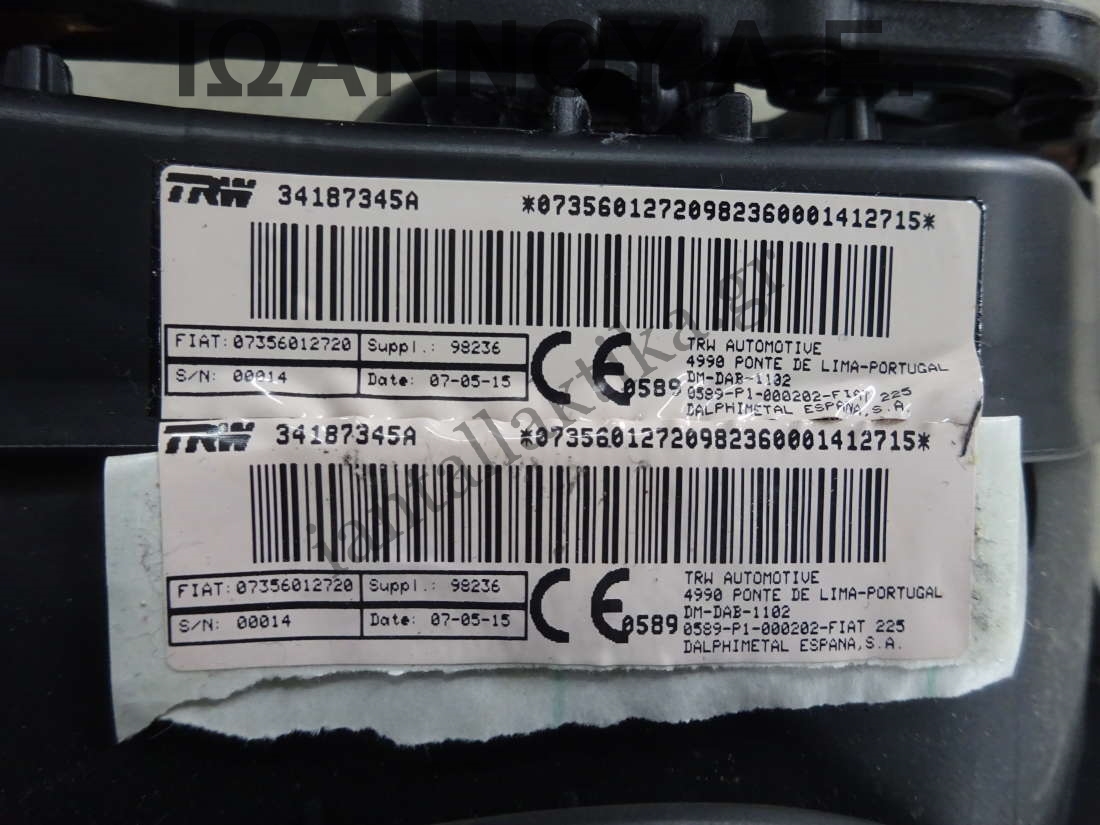 ΙΩΑΝΝΟΥ Α.Ε.
TRW 34187345A *07356012720982360001412715*
FIAT:07356012720 Suppl.: 98236
S/N: 00014 Date: 07-05-15
CE 0589
TRW AUTOMOTIVE
4990 PONTE DE LIMA-PORTUGAL
DM-DAB-1102
0589-P1-000202-FIAT 225
DALPHIMETAL ESPANA,S.A.
TRW 34187345A *07356012720982360001412715*
FIAT:07356012720 Suppl.: 98236
S/N: 00014 Date: 07-05-15
CE 0589
TRW AUTOMOTIVE
4990 PONTE DE LIMA-PORTUGAL
DM-DAB-1102
0589-P1-000202-FIAT 225
DALPHIMETAL ESPANA,S.A.
iantallaktika.gr